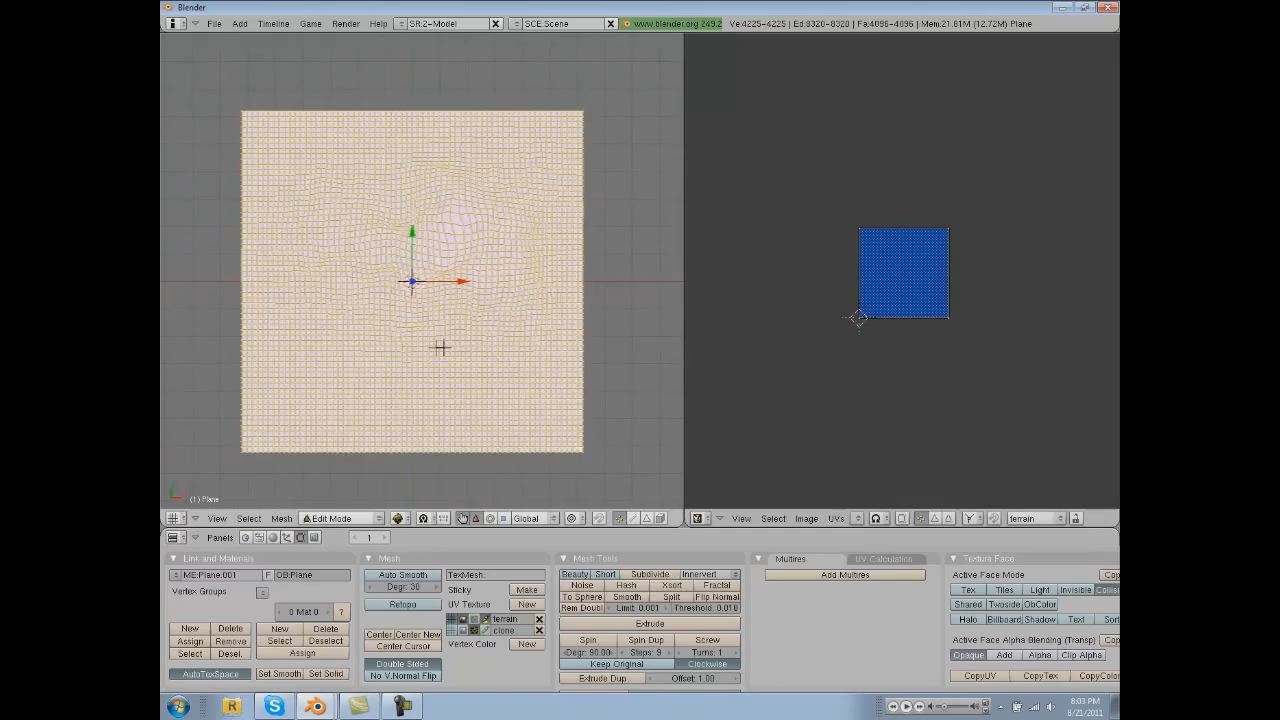 Blender
File Add Timeline Game Render Help SR:2-Model SCE:Scene www.blender.org 249.2 Ve:4225-4225 | Ed:8320-8320 | Fa:4096-4096 | Mem:21.81M (12.72M) Plane
(1) Plane
View Select Mesh Edit Mode Global View Select Image UVs terrain
Panels 1
Link and Materials Mesh Mesh Tools Multires UV Calculation Texture Face
ME:Plane.001 F OB:Plane Auto Smooth TexMesh: Beauty Short Subdivide Innervert Add Multires Active Face Mode
Vertex Groups Degr: 30 Sticky Make Noise Hash Xsort Fractal Tex Tiles Light Invisible
Retopo UV Texture New To Sphere Smooth Split Flip Normal Shared Twoside ObColor
0 Mat 0 ? terrain Rem Doubl Limit: 0.001 Halo Billboard Shadow Text
New Delete New Delete Center Center New clone Extrude Active Face Alpha Blending (Transp)
Assign Remove Select Deselect Center Cursor Vertex Color New Spin Spin Dup Screw Opaque Add Alpha Clip Alpha
Select Desel. Assign Double Sided Degr: 90.00 Steps: 9 Turns: 1
AutoTexSpace Set Smooth Set Solid No V.Normal Flip Keep Original Clockwise CopyUV CopyTex
Extrude Dup Offset: 1.00
8:03 PM
8/21/2011